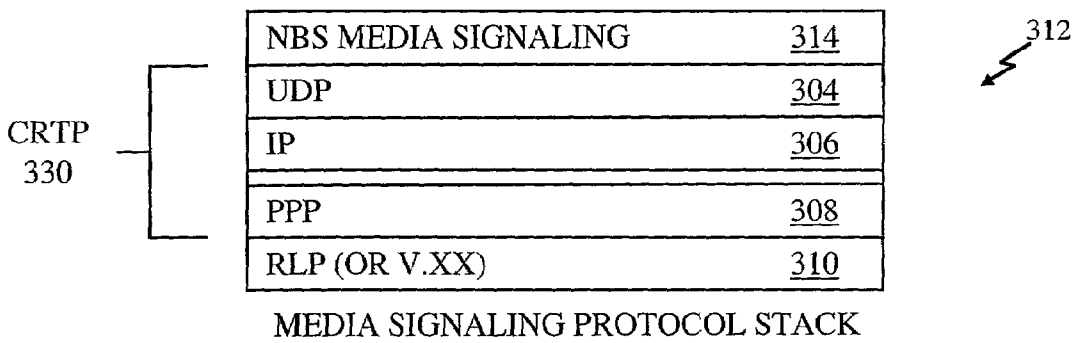 NBS MEDIA SIGNALING 314
312
UDP 304
CRTP
330
IP 306
PPP 308
RLP (OR V.XX) 310
MEDIA SIGNALING PROTOCOL STACK